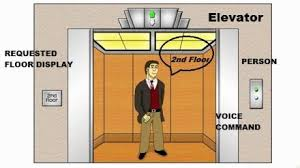 Elevator
REQUESTED
FLOOR DISPLAY
2nd Floor
PERSON
2nd
Floor
VOICE
COMMAND